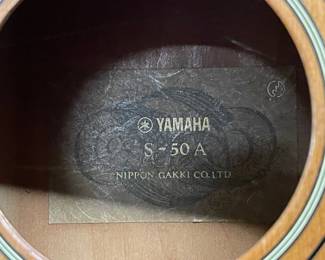 YAMAHA
S-50A
NIPPON GAKKI CO. LTD